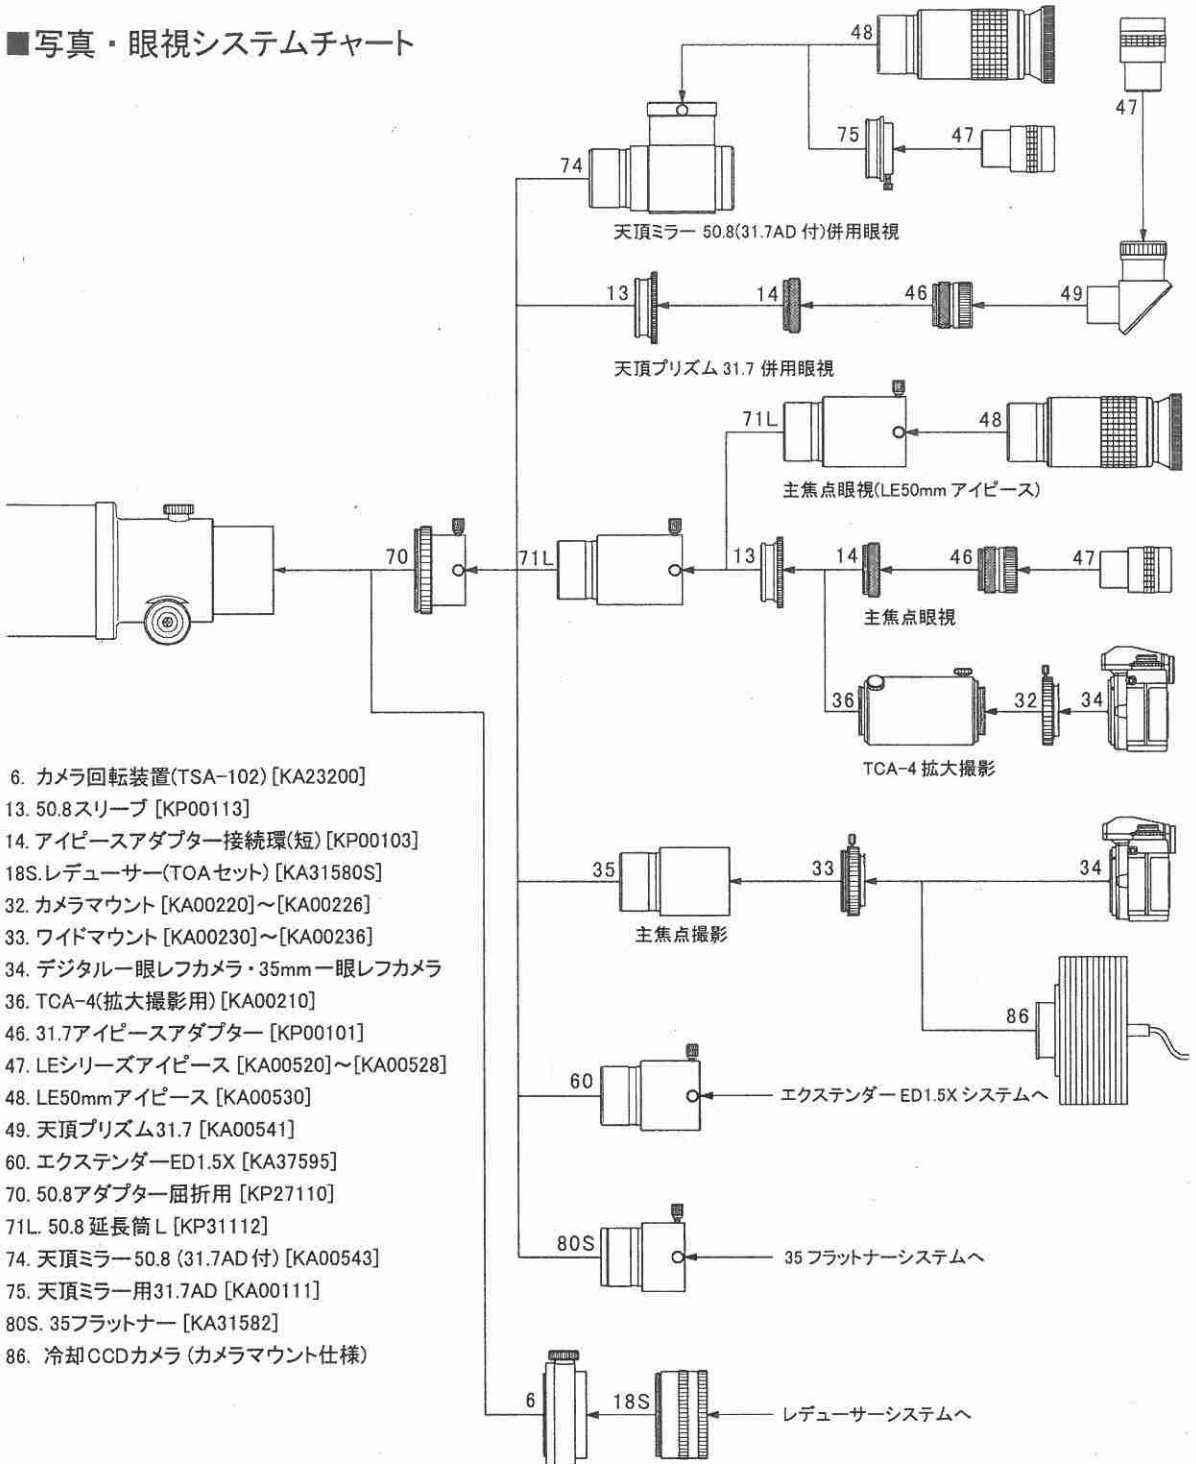 ■写真・眼視システムチャート
48
47
75
47
74
天頂ミラー 50.8(31.7AD 付)併用眼視
13
14
46
49
天頂プリズム 31.7 併用眼視
71L
48
主焦点眼視(LE50mm アイピース)
70
71L
13
14
46
47
主焦点眼視
36
32
34
TCA-4 拡大撮影
35
33
34
主焦点撮影
86
60
エクステンダー ED1.5X システムへ
80S
35 フラットナーシステムへ
6
18S
レデューサーシステムへ
6. カメラ回転装置(TSA-102) [KA23200]
13. 50.8スリーブ [KP00113]
14. アイピースアダプター接続環(短) [KP00103]
18S.レデューサー(TOAセット) [KA31580S]
32. カメラマウント [KA00220]～[KA00226]
33. ワイドマウント [KA00230]～[KA00236]
34. デジタル一眼レフカメラ・35mm一眼レフカメラ
36. TCA-4(拡大撮影用) [KA00210]
46. 31.7アイピースアダプター [KP00101]
47. LEシリーズアイピース [KA00520]～[KA00528]
48. LE50mmアイピース [KA00530]
49. 天頂プリズム31.7 [KA00541]
60. エクステンダーED1.5X [KA37595]
70. 50.8アダプター屈折用 [KP27110]
71L. 50.8 延長筒 L [KP31112]
74. 天頂ミラー50.8 (31.7AD 付) [KA00543]
75. 天頂ミラー用31.7AD [KA00111]
80S. 35フラットナー [KA31582]
86. 冷却CCDカメラ (カメラマウント仕様)